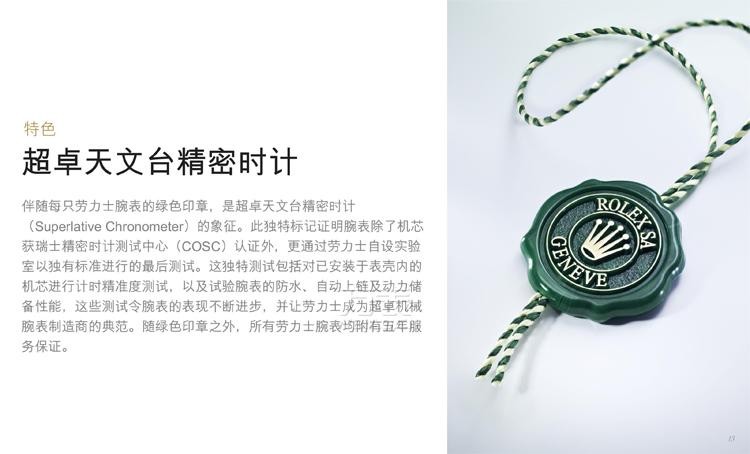 特色
超卓天文台精密时计
伴随每只劳力士腕表的绿色印章，是超卓天文台精密时计
（Superlative Chronometer）的象征。此独特标记证明腕表除了机芯
获瑞士精密时计测试中心（COSC）认证外，更通过劳力士自设实验
室以独有标准进行的最后测试。这独特测试包括对已安装于表壳内的
机芯进行计时精准度测试，以及试验腕表的防水、自动上链及动力储
备性能，这些测试令腕表的表现不断进步，并让劳力士成为超卓机械
腕表制造商的典范。随绿色印章之外，所有劳力士腕表均附有五年服
务保证。
ROLEX SA
GENEVE
13